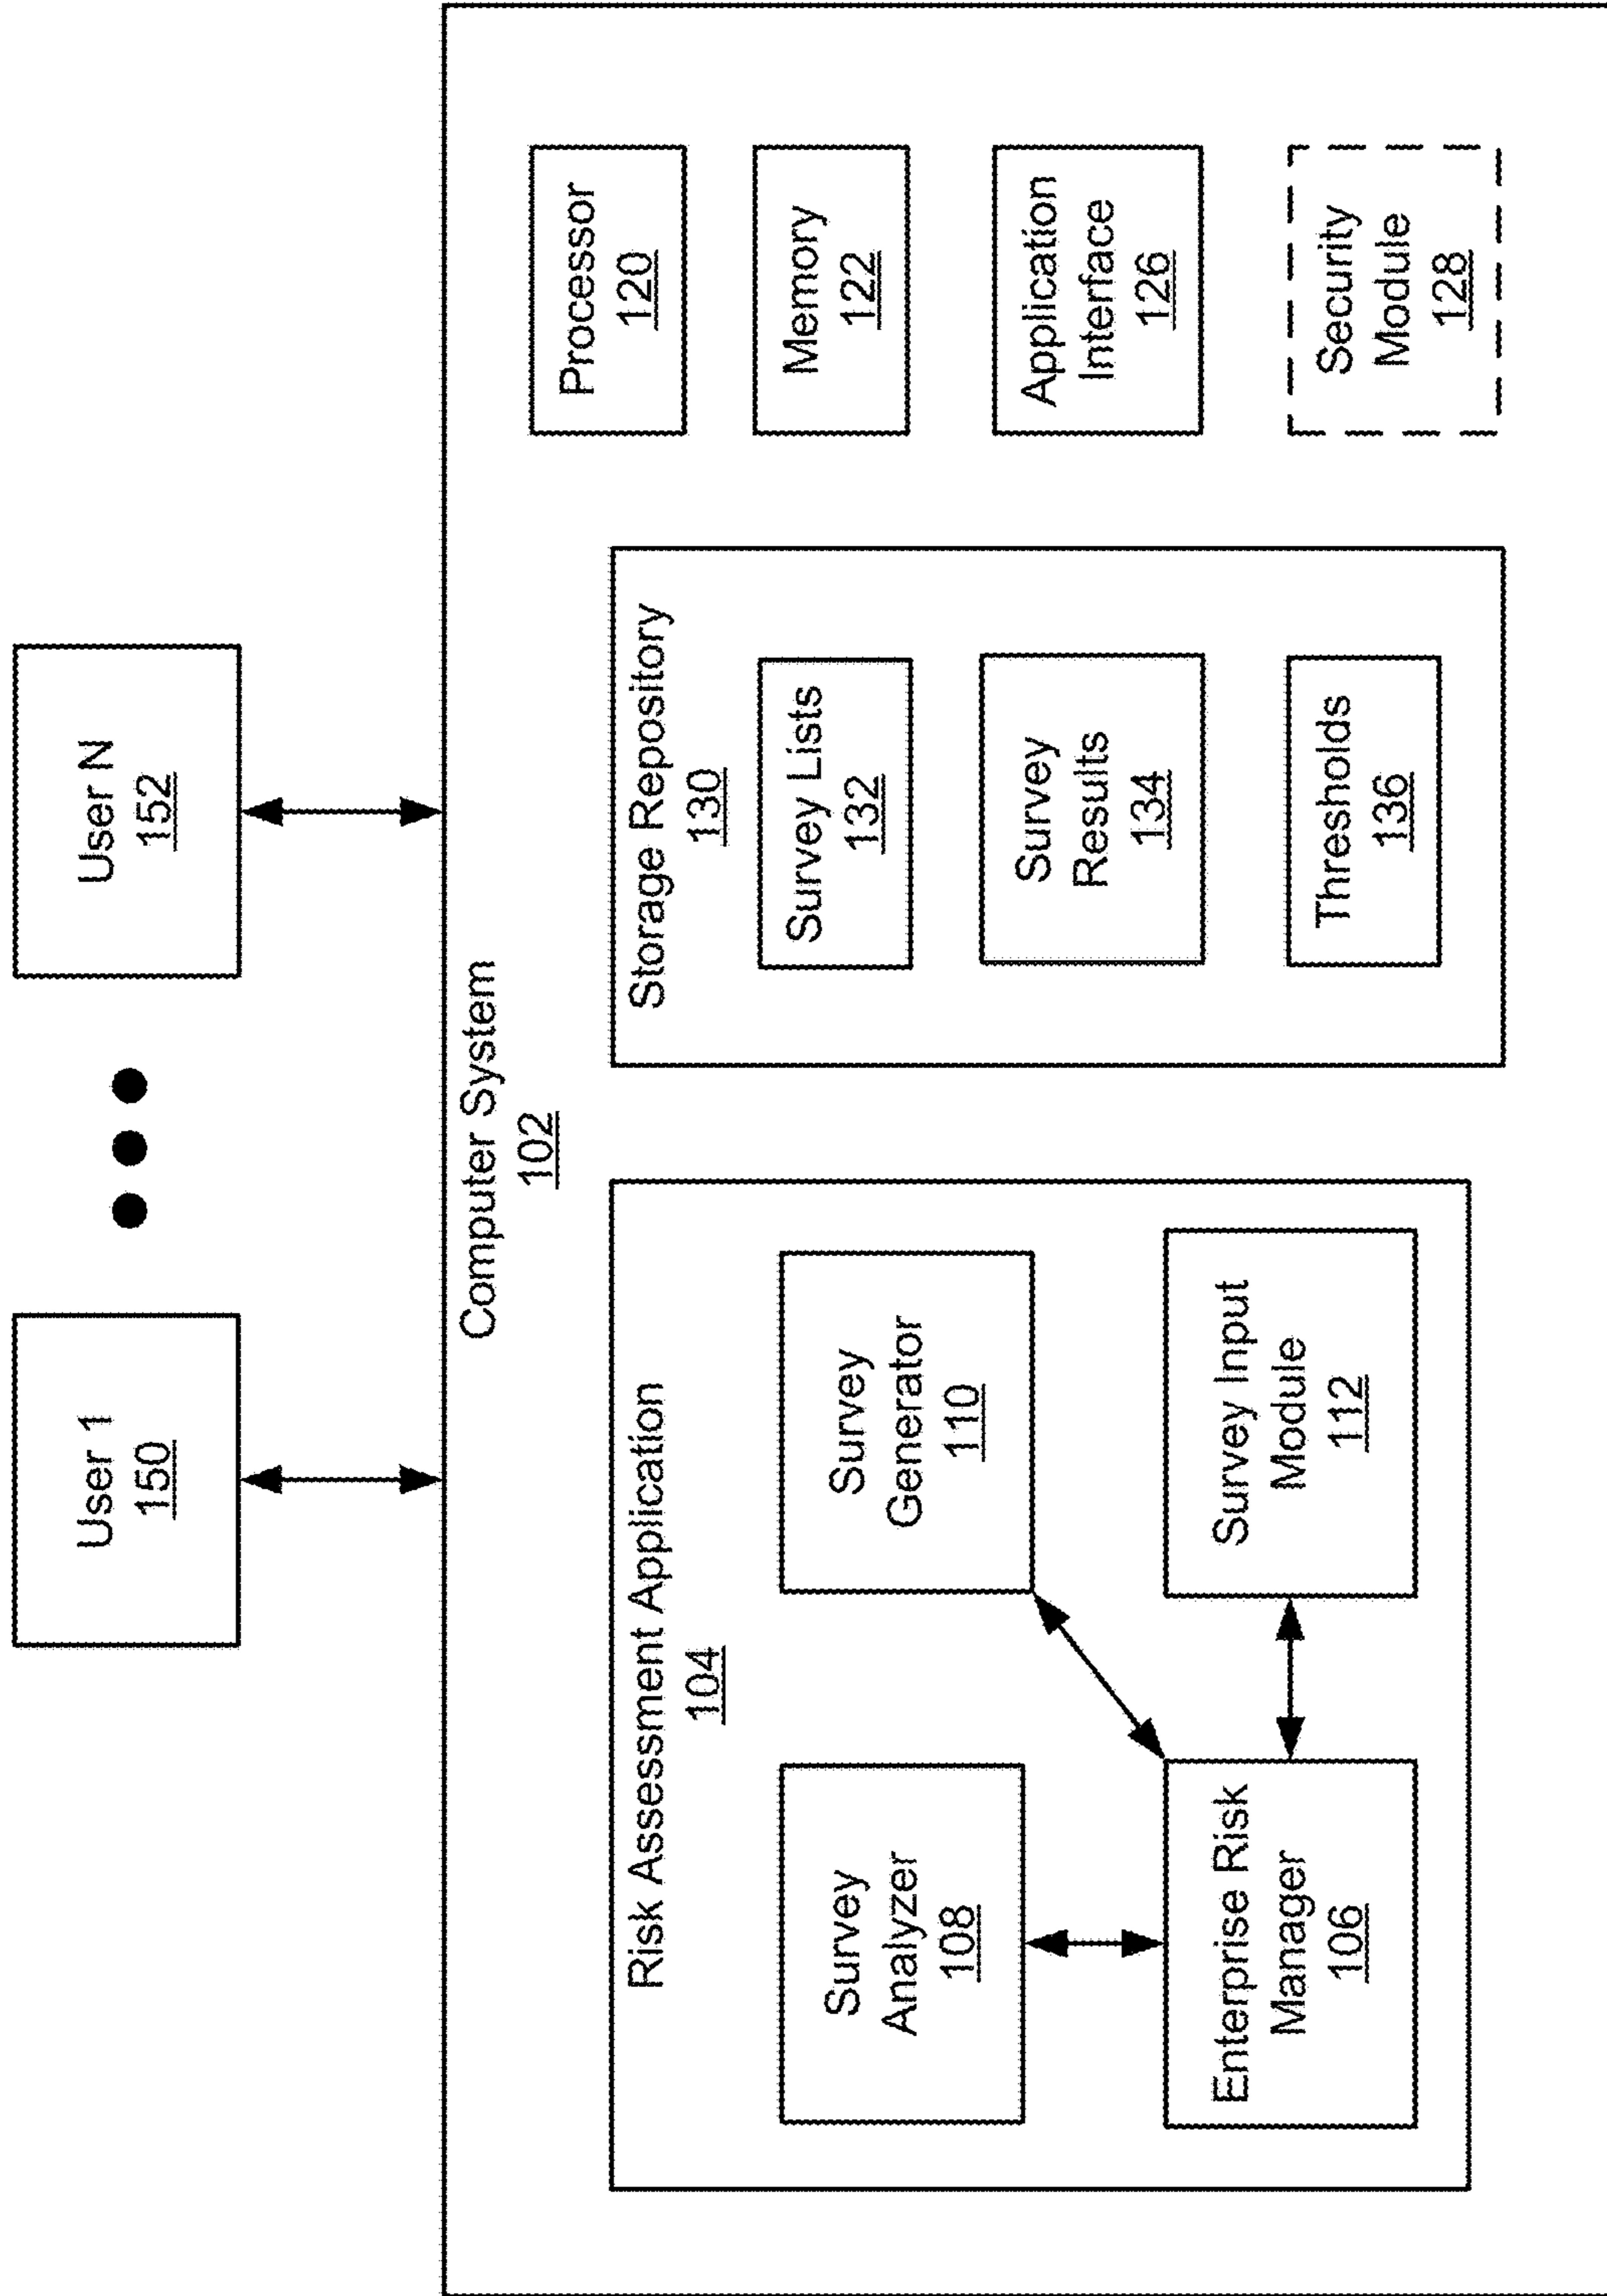 User 1
150
User N
152
Computer System
102
Risk Assessment Application
104
Survey
Analyzer
108
Survey
Generator
110
Enterprise Risk
Manager
106
Survey Input
Module
112
Storage Repository
130
Survey Lists
132
Survey
Results
134
Thresholds
136
Processor
120
Memory
122
Application
Interface
126
Security
Module
128